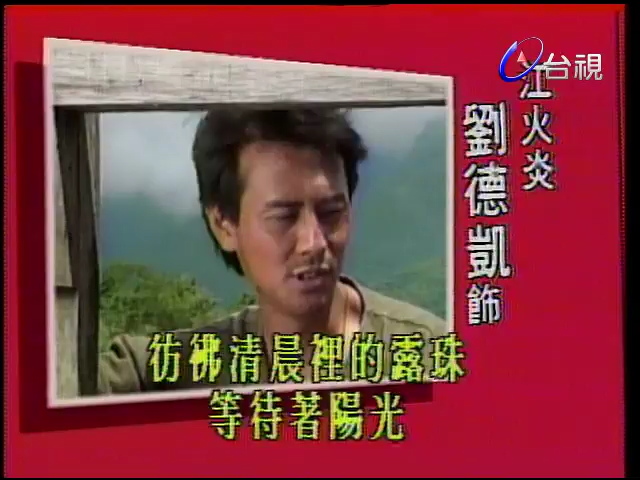 台視
江火炎
劉德凱飾
彷彿清晨裡的露珠
等待著陽光